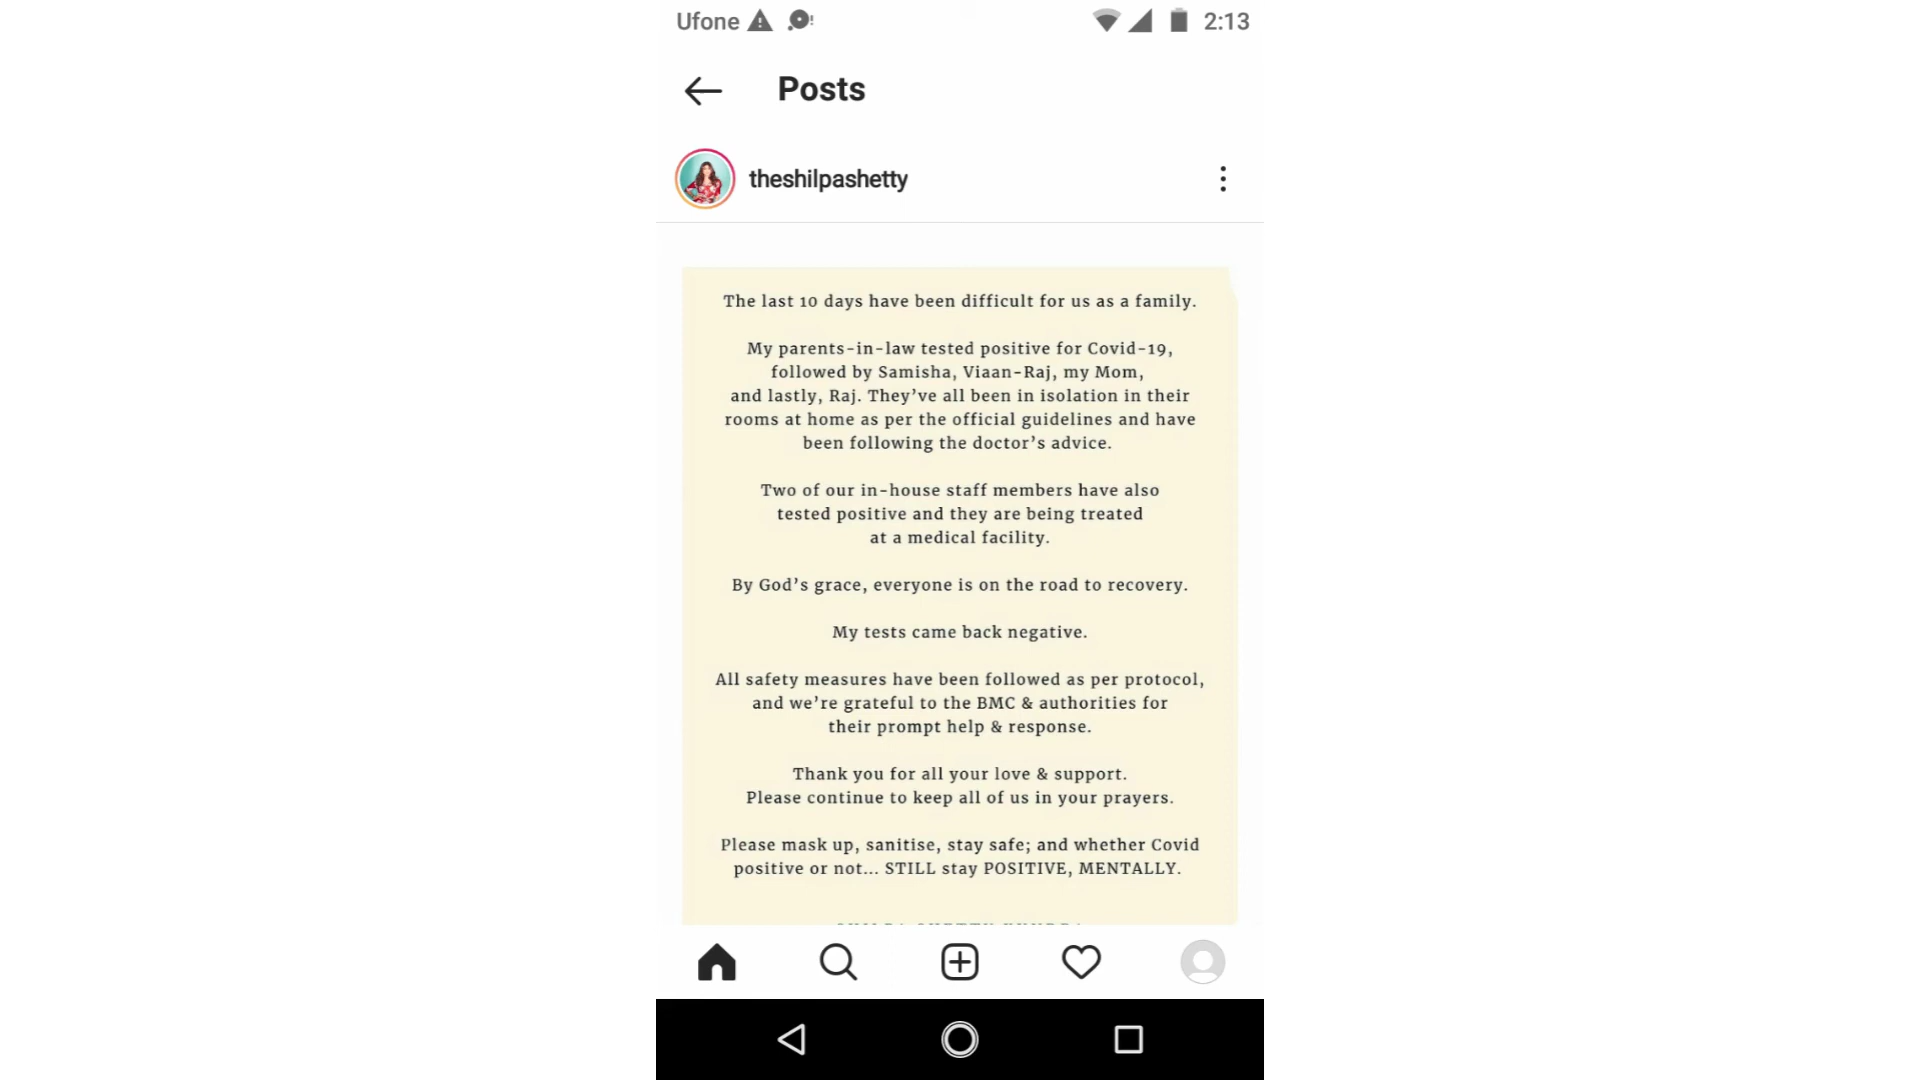 Ufone
2:13
Posts
theshilpashetty
The last 10 days have been difficult for us as a family.
My parents-in-law tested positive for Covid-19,
followed by Samisha, Viaan-Raj, my Mom,
and lastly, Raj. They’ve all been in isolation in their
rooms at home as per the official guidelines and have
been following the doctor’s advice.
Two of our in-house staff members have also
tested positive and they are being treated
at a medical facility.
By God’s grace, everyone is on the road to recovery.
My tests came back negative.
All safety measures have been followed as per protocol,
and we’re grateful to the BMC & authorities for
their prompt help & response.
Thank you for all your love & support.
Please continue to keep all of us in your prayers.
Please mask up, sanitise, stay safe; and whether Covid
positive or not... STILL stay POSITIVE, MENTALLY.